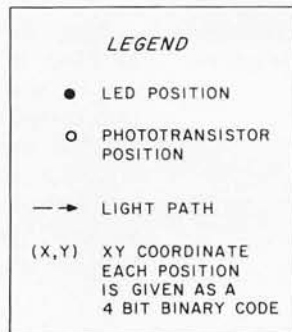 LEGEND
LED POSITION
PHOTOTRANSISTOR
POSITION
LIGHT PATH
(X,Y) XY COORDINATE
EACH POSITION
IS GIVEN AS A
4 BIT BINARY CODE